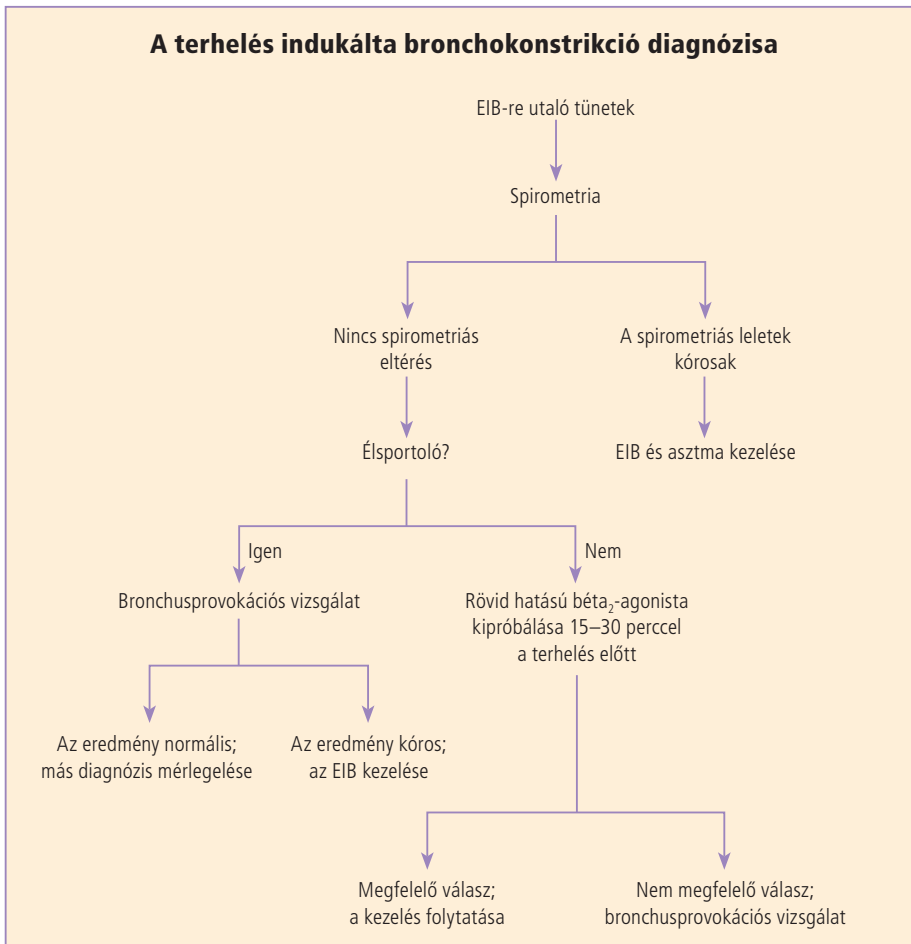 A terhelés indukálta bronchokonstrikció diagnózisa
EIB-re utaló tünetek
Spirometria
Nincs spirometriás
eltérés
A spirometriás leletek
kórosak
Élsportoló?
EIB és asztma kezelése
Igen
Nem
Bronchusprovokációs vizsgálat
Rövid hatású béta₂-agonista
kipróbálása 15–30 perccel
a terhelés előtt
Az eredmény normális;
más diagnózis mérlegelése
Az eredmény kóros;
az EIB kezelése
Megfelelő válasz;
a kezelés folytatása
Nem megfelelő válasz;
bronchusprovokációs vizsgálat